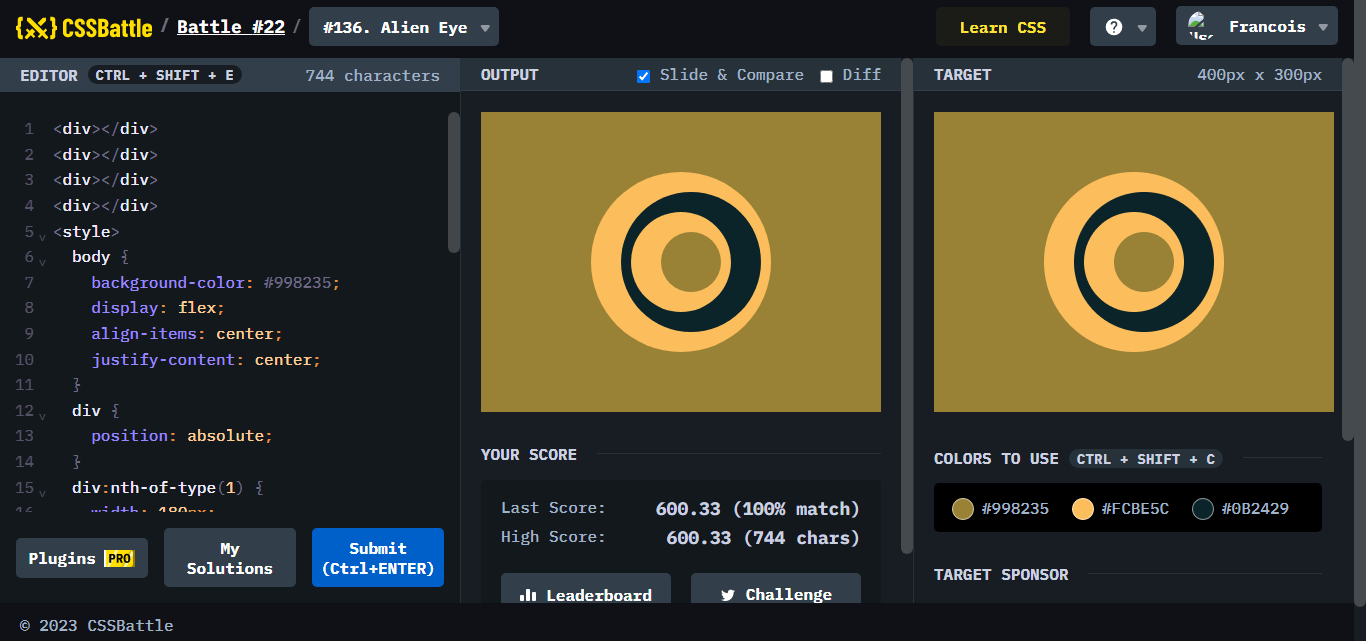 CSSBattle / Battle #22 / #136. Alien Eye Learn CSS Francois
EDITOR CTRL + SHIFT + E 744 characters
OUTPUT Slide & Compare Diff
TARGET 400px x 300px
1 <div></div>
2 <div></div>
3 <div></div>
4 <div></div>
5 <style>
6 body {
7 background-color: #998235;
8 display: flex;
9 align-items: center;
10 justify-content: center;
11 }
12 div {
13 position: absolute;
14 }
15 div:nth-of-type(1) {
16 width: 180px;
Plugins PRO
My Solutions
Submit (Ctrl+ENTER)
YOUR SCORE
Last Score: 600.33 (100% match)
High Score: 600.33 (744 chars)
Leaderboard
Challenge
COLORS TO USE CTRL + SHIFT + C
#998235 #FCBE5C #0B2429
TARGET SPONSOR
© 2023 CSSBattle